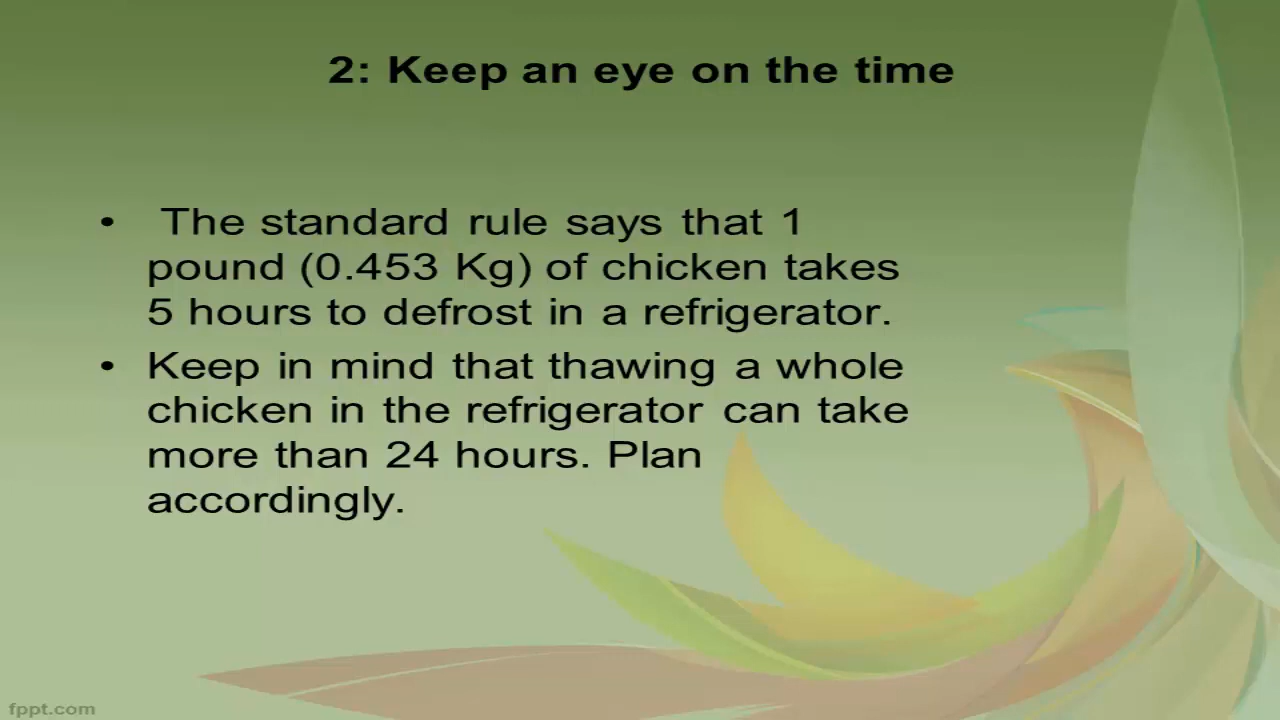 2: Keep an eye on the time
• The standard rule says that 1
pound (0.453 Kg) of chicken takes
5 hours to defrost in a refrigerator.
• Keep in mind that thawing a whole
chicken in the refrigerator can take
more than 24 hours. Plan
accordingly.
fppt.com